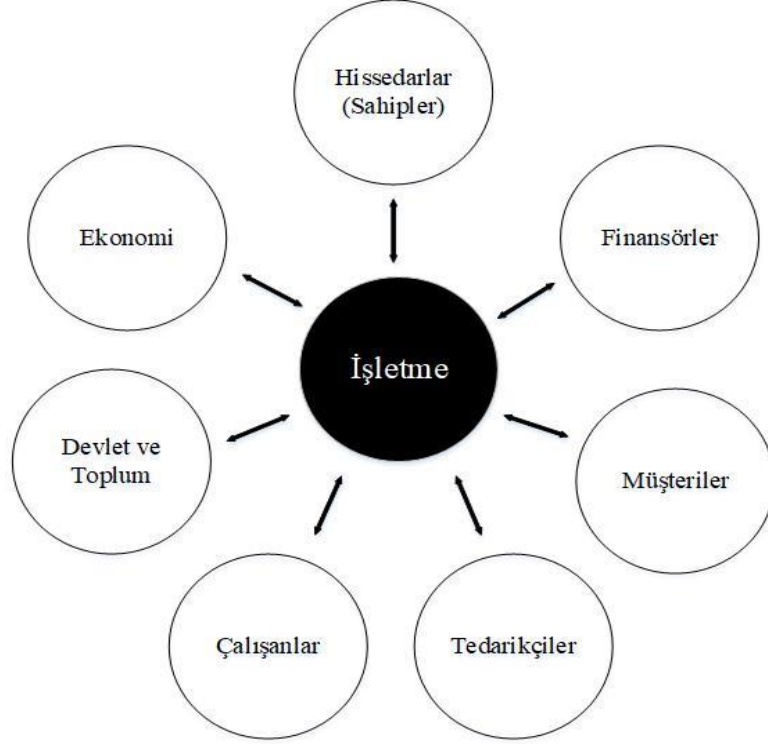 Hissedarlar
(Sahipler)
Ekonomi
Finansörler
İşletme
Devlet ve
Toplum
Müşteriler
Çalışanlar
Tedarikçiler